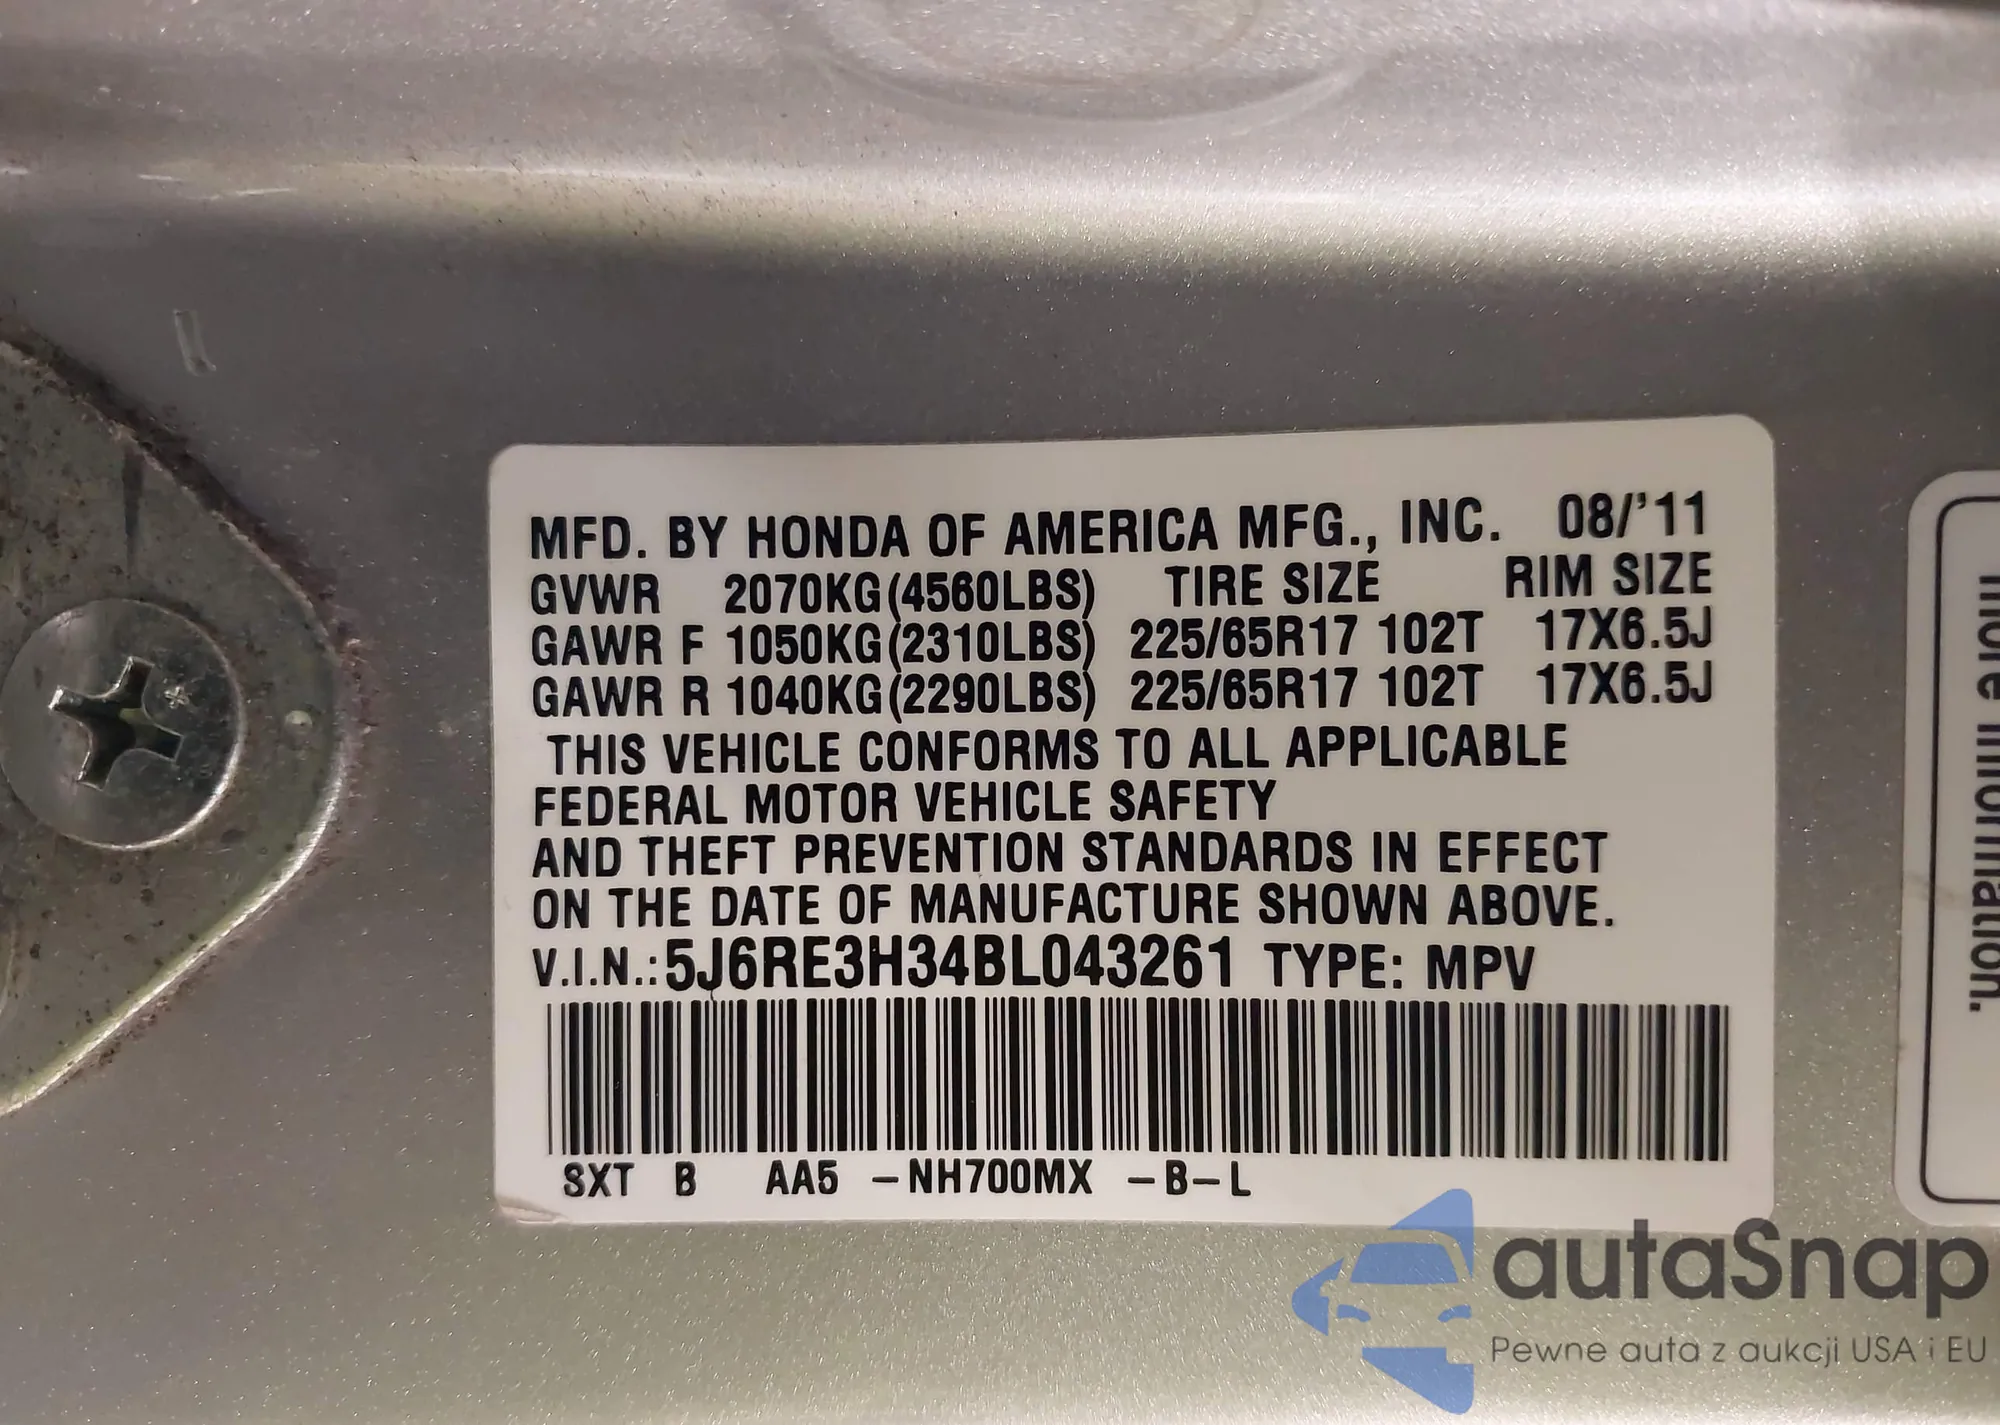 MFD. BY HONDA OF AMERICA MFG., INC. 08/'11
GVWR 2070KG(4560LBS) TIRE SIZE RIM SIZE
GAWR F 1050KG(2310LBS) 225/65R17 102T 17X6.5J
GAWR R 1040KG(2290LBS) 225/65R17 102T 17X6.5J
THIS VEHICLE CONFORMS TO ALL APPLICABLE
FEDERAL MOTOR VEHICLE SAFETY
AND THEFT PREVENTION STANDARDS IN EFFECT
ON THE DATE OF MANUFACTURE SHOWN ABOVE.
V.I.N.:5J6RE3H34BL043261 TYPE: MPV
SXT B AA5 -NH700MX -B-L
more information.
autaSnap
Pewne auta z aukcji USA i EU